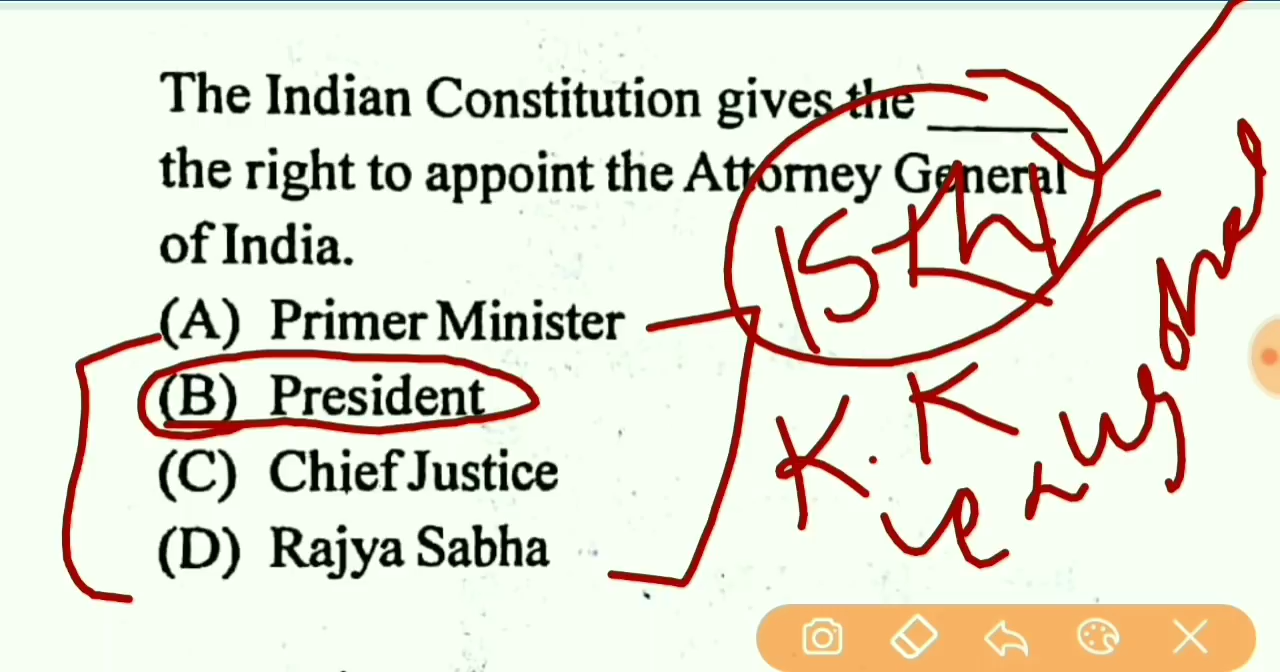 The Indian Constitution gives the ______
the right to appoint the Attorney General
of India.
(A) Primer Minister
(B) President
(C) Chief Justice
(D) Rajya Sabha
15th
K.K
venugopal